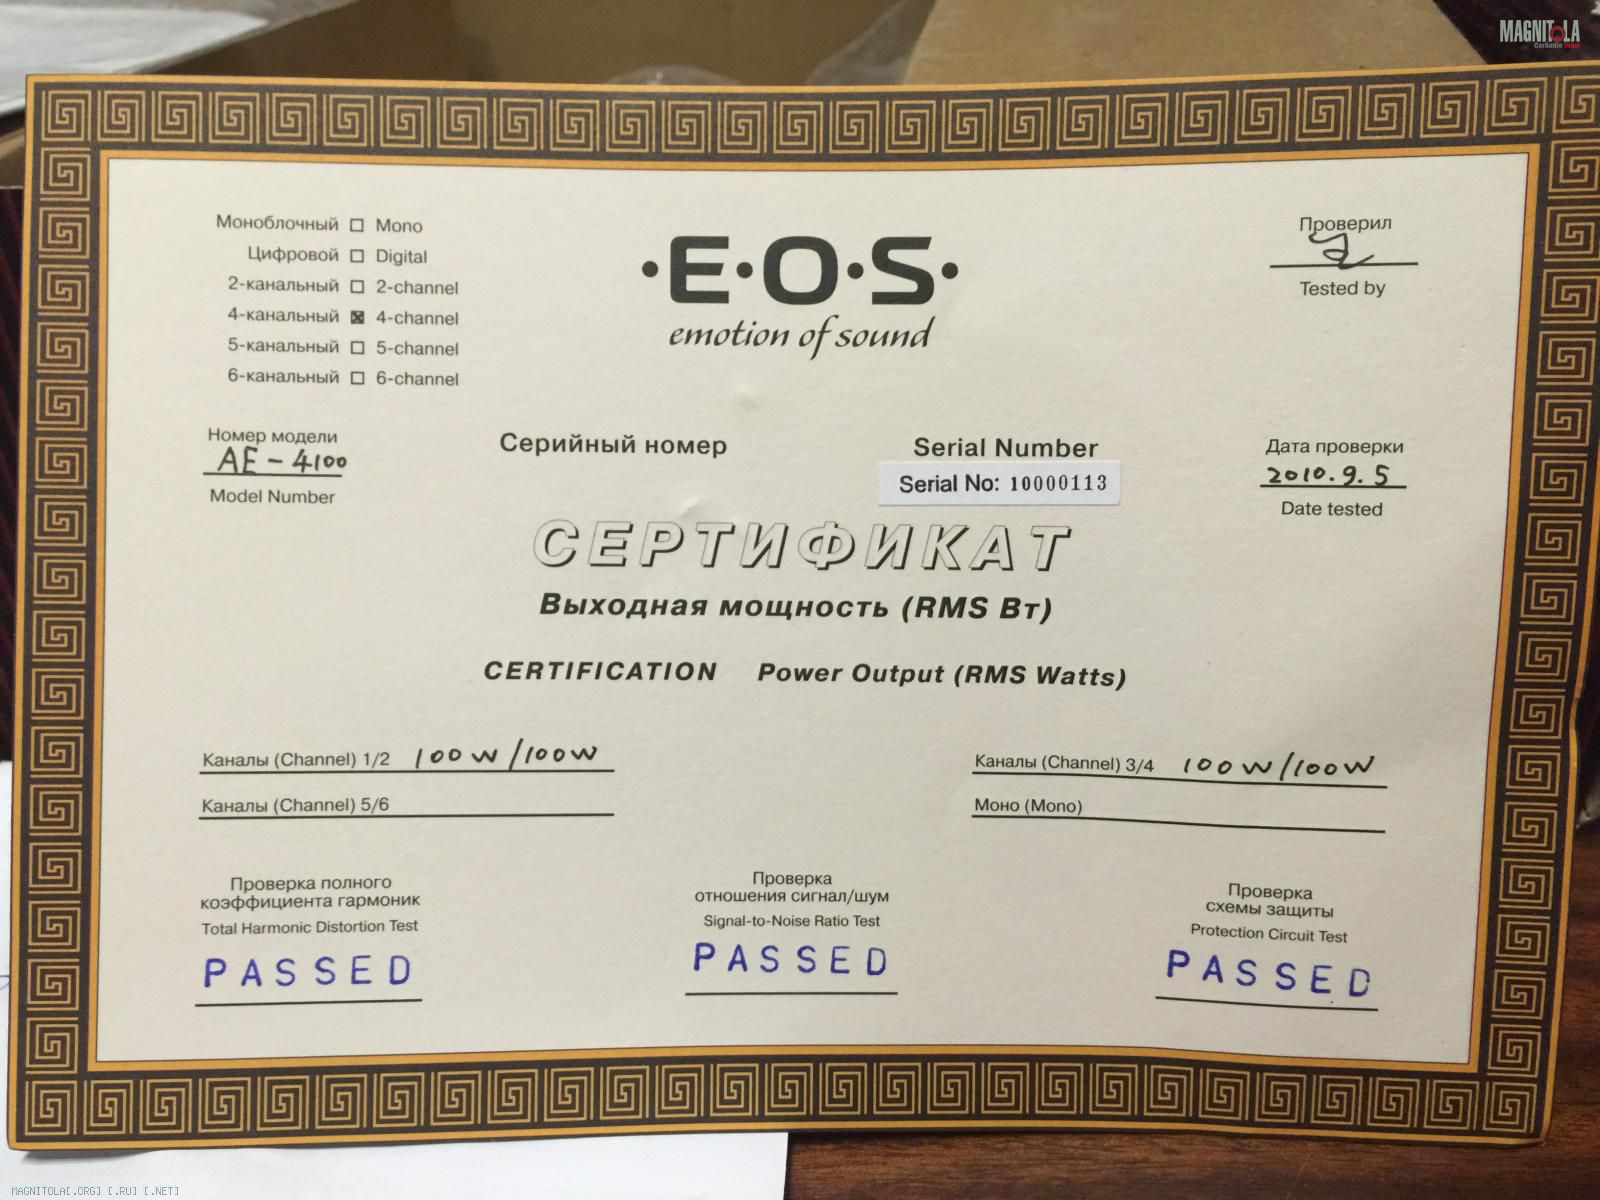 MAGNITOLA
CarAudio Team
Моноблочный ☐ Mono
Цифровой ☐ Digital
2-канальный ☐ 2-channel
4-канальный ☒ 4-channel
5-канальный ☐ 5-channel
6-канальный ☐ 6-channel
·E·O·S·
emotion of sound
Проверил
Tested by
Номер модели
AE-4100
Model Number
Серийный номер
Serial Number
Serial No: 10000113
Дата проверки
2010.9.5
Date tested
СЕРТИФИКАТ
Выходная мощность (RMS Вт)
CERTIFICATION Power Output (RMS Watts)
Каналы (Channel) 1/2 100W/100W
Каналы (Channel) 3/4 100W/100W
Каналы (Channel) 5/6
Моно (Mono)
Проверка полного
коэффициента гармоник
Total Harmonic Distortion Test
PASSED
Проверка
отношения сигнал/шум
Signal-to-Noise Ratio Test
PASSED
Проверка
схемы защиты
Protection Circuit Test
PASSED
MAGNITOLA[.ORG] [.RU] [.NET]